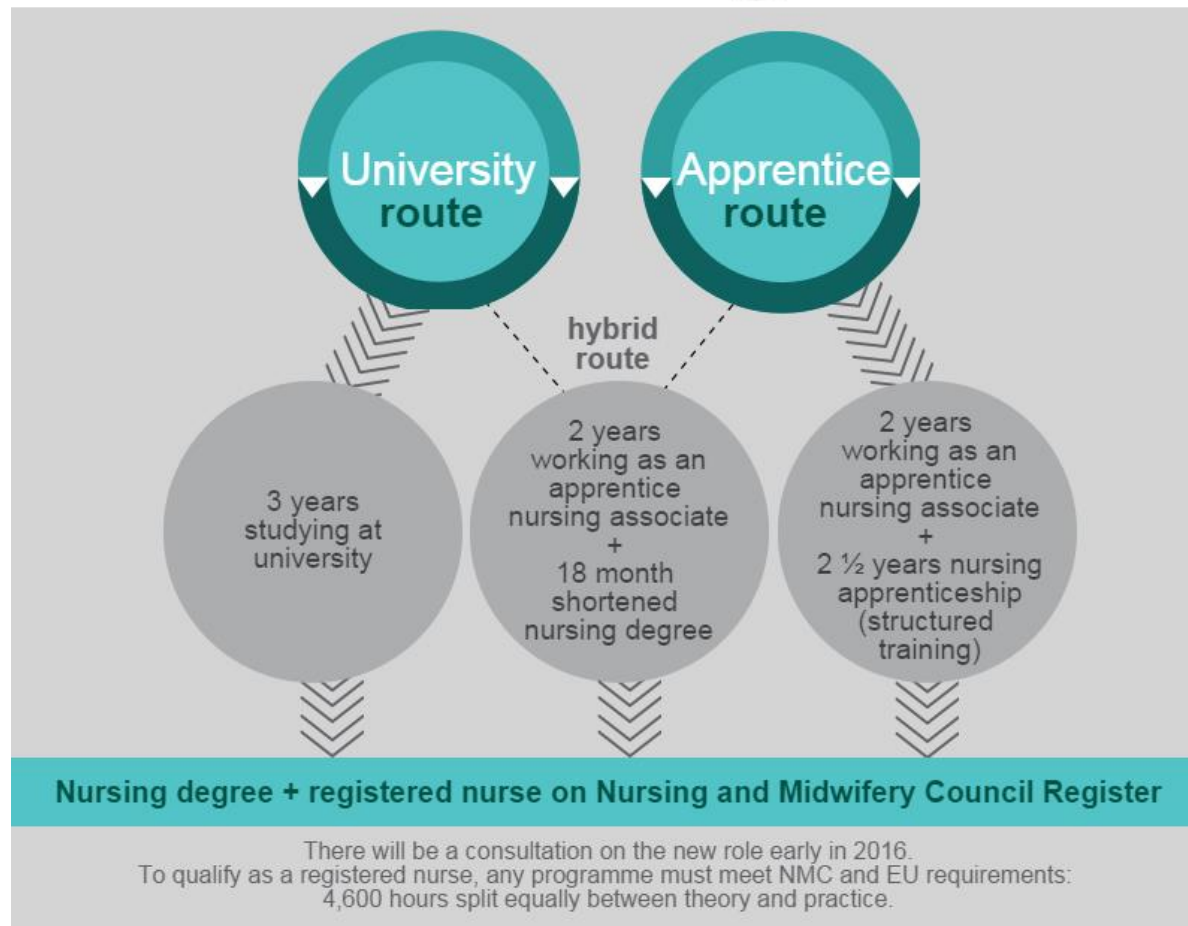 University
route
Apprentice
route
hybrid
route
3 years
studying at
university
2 years
working as an
apprentice
nursing associate
+
18 month
shortened
nursing degree
2 years
working as an
apprentice
nursing associate
+
2 ½ years nursing
apprenticeship
(structured
training)
Nursing degree + registered nurse on Nursing and Midwifery Council Register
There will be a consultation on the new role early in 2016.
To qualify as a registered nurse, any programme must meet NMC and EU requirements:
4,600 hours split equally between theory and practice.